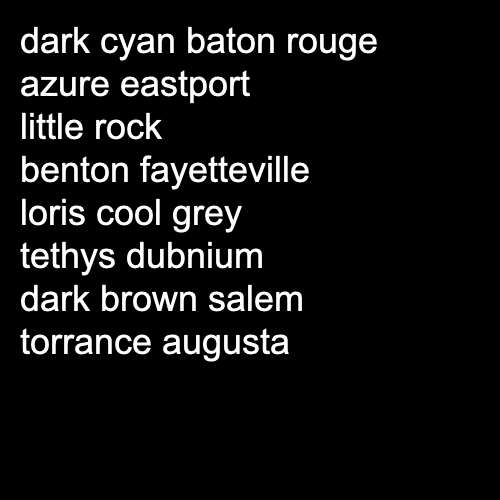 dark cyan baton rouge
azure eastport
little rock
benton fayetteville
loris cool grey
tethys dubnium
dark brown salem
torrance augusta